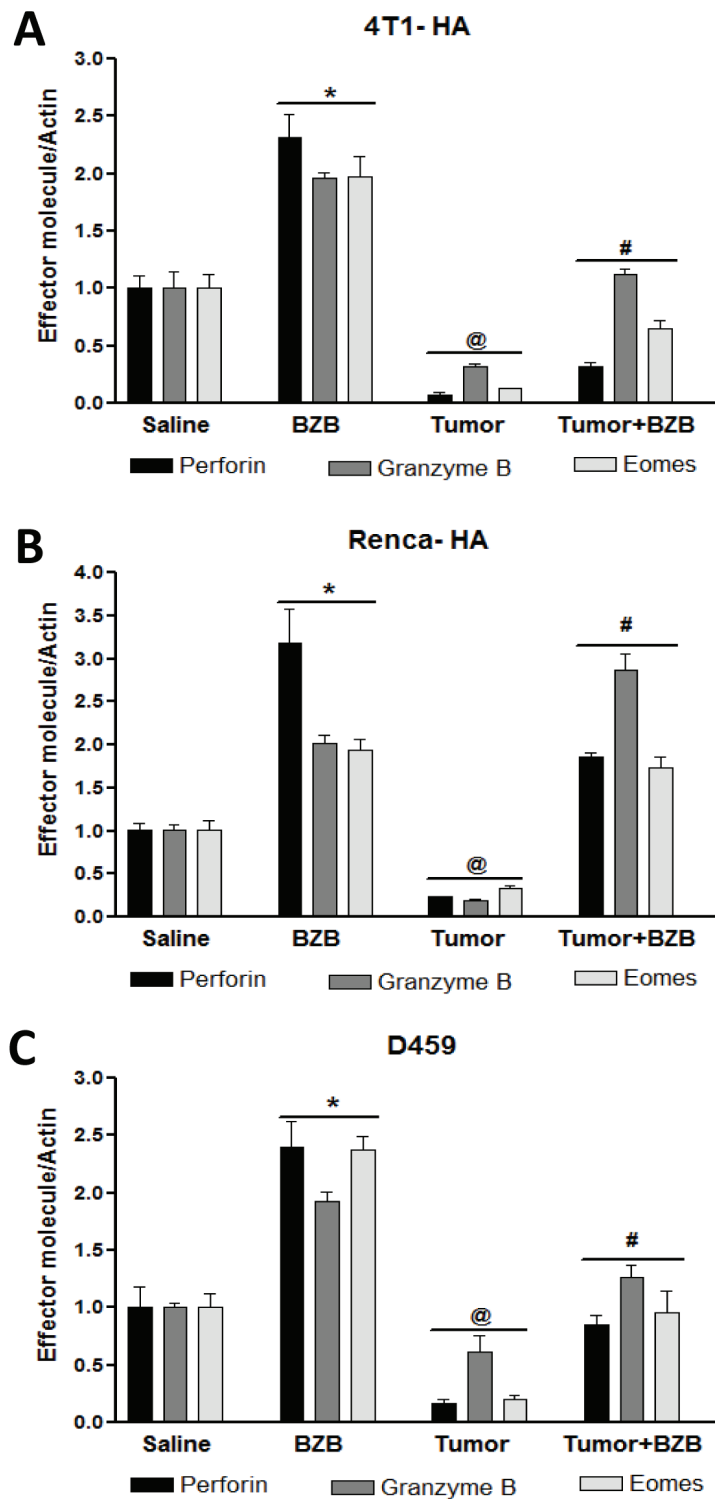 A
4T1- HA
Effector molecule/Actin
3.0
2.5
2.0
1.5
1.0
0.5
0.0
*
@
#
Saline BZB Tumor Tumor+BZB
Perforin Granzyme B Eomes
B
Renca- HA
Effector molecule/Actin
4.0
3.5
3.0
2.5
2.0
1.5
1.0
0.5
0.0
*
@
#
Saline BZB Tumor Tumor+BZB
Perforin Granzyme B Eomes
C
D459
Effector molecule/Actin
3.0
2.5
2.0
1.5
1.0
0.5
0.0
*
@
#
Saline BZB Tumor Tumor+BZB
Perforin Granzyme B Eomes